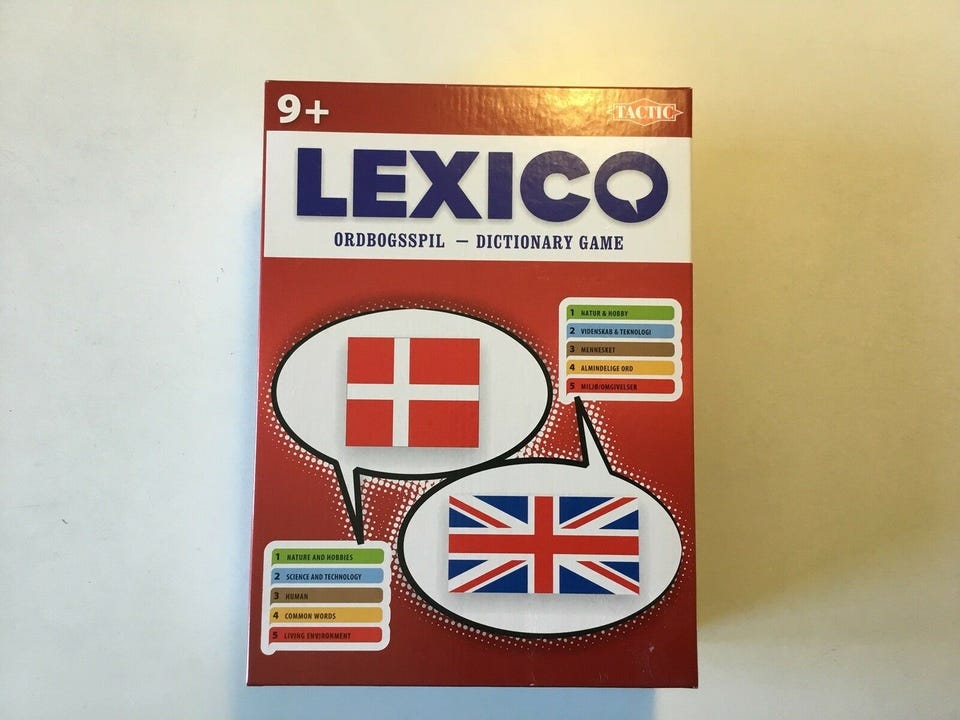 9+
TACTIC
LEXICO
ORDBOGSSPIL – DICTIONARY GAME
1 NATUR & HOBBY
2 VIDENSKAB & TEKNOLOGI
3 MENNESKET
4 ALMINDELIGE ORD
5 MILJØ/OMGIVELSER
1 NATURE AND HOBBIES
2 SCIENCE AND TECHNOLOGY
3 HUMAN
4 COMMON WORDS
5 LIVING ENVIRONMENT